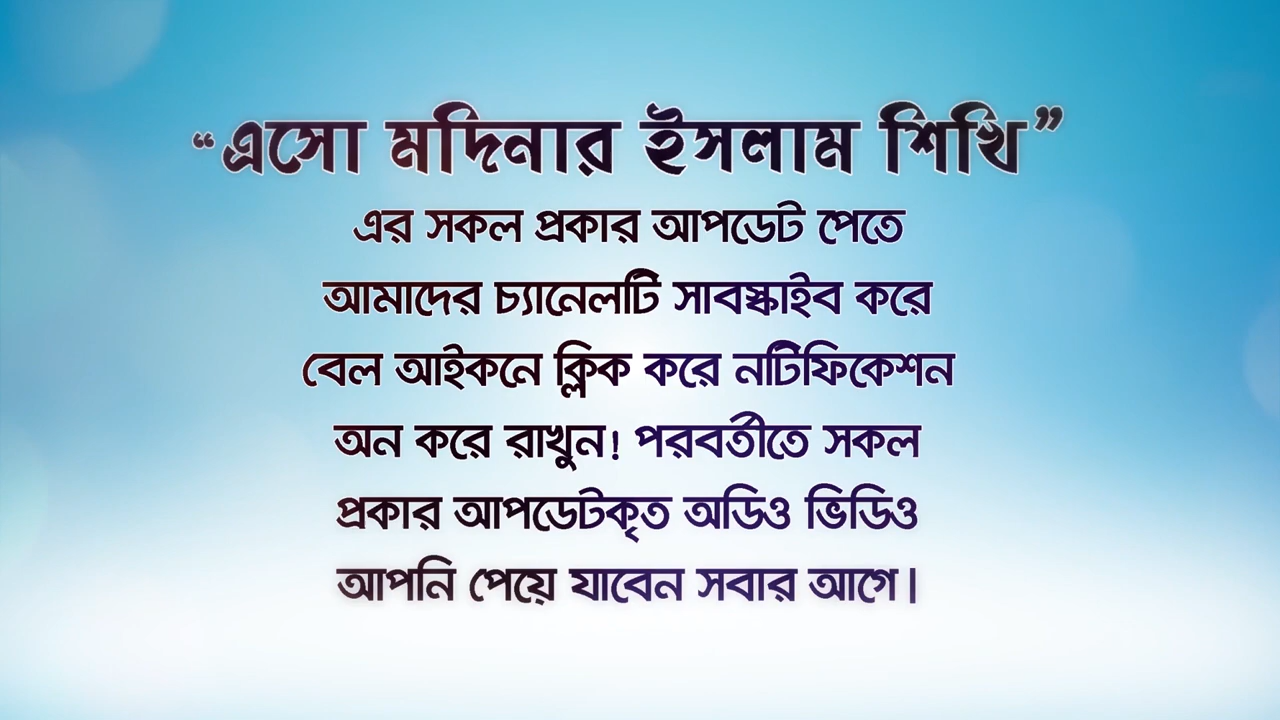 “এসো মদিনার ইসলাম শিখি”
এর সকল প্রকার আপডেট পেতে
আমাদের চ্যানেলটি সাবস্কাইব করে
বেল আইকনে ক্লিক করে নটিফিকেশন
অন করে রাখুন! পরবর্তীতে সকল
প্রকার আপডেটকৃত অডিও ভিডিও
আপনি পেয়ে যাবেন সবার আগে।